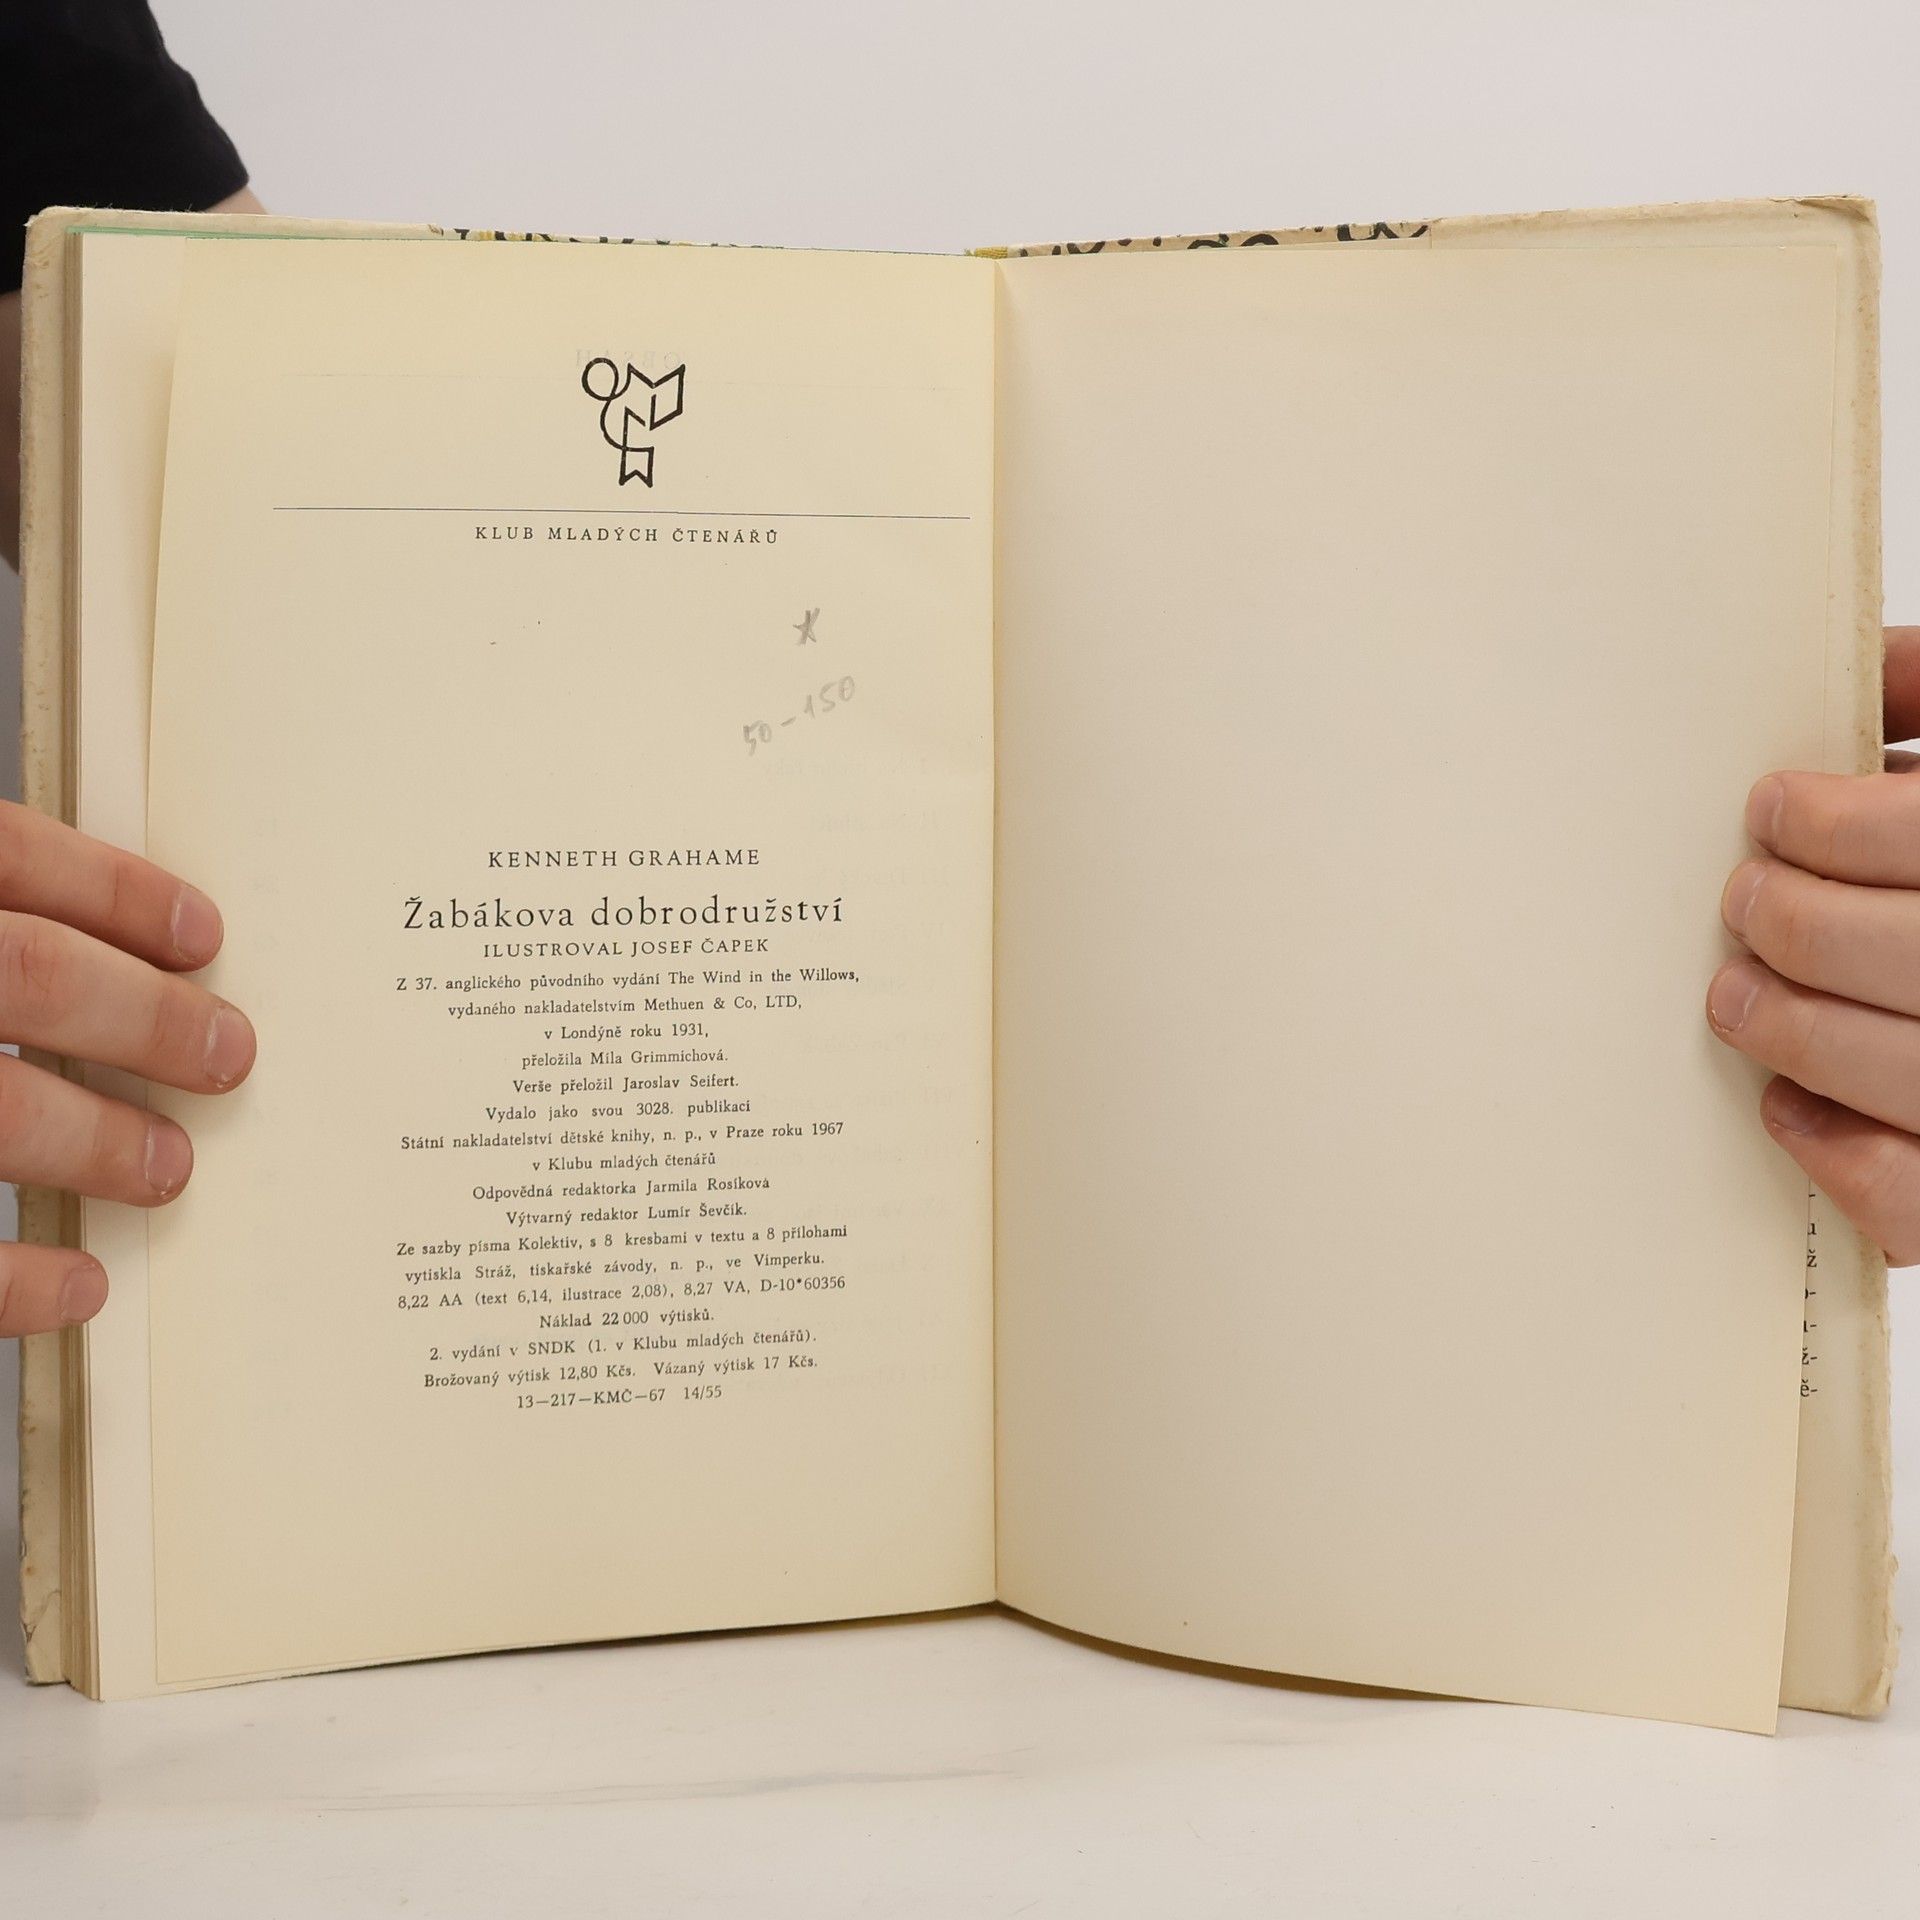 KLUB MLADÝCH ČTENÁŘŮ
50 – 150
KENNETH GRAHAME
Žabákova dobrodružství
ILUSTROVAL JOSEF ČAPEK
Z 37. anglického původního vydání The Wind in the Willows,
vydaného nakladatelstvím Methuen & Co, LTD,
v Londýně roku 1931,
přeložila Míla Grimmichová.
Verše přeložil Jaroslav Seifert.
Vydalo jako svou 3028. publikaci
Státní nakladatelství dětské knihy, n. p., v Praze roku 1967
v Klubu mladých čtenářů
Odpovědná redaktorka Jarmila Rosíková
Výtvarný redaktor Lumír Ševčík.
Ze sazby písma Kolektiv, s 8 kresbami v textu a 8 přílohami
vytiskla Stráž, tiskařské závody, n. p., ve Vimperku.
8,22 AA (text 6,14, ilustrace 2,08), 8,27 VA, D-10*60356
Náklad 22 000 výtisků.
2. vydání v SNDK (1. v Klubu mladých čtenářů).
Brožovaný výtisk 12,80 Kčs. Vázaný výtisk 17 Kčs.
13—217—KMČ—67 14/55